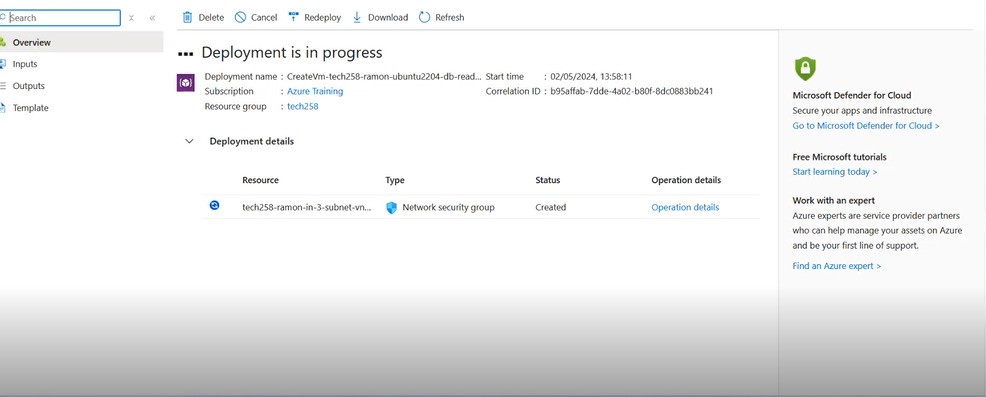 Search
Delete Cancel Redeploy Download Refresh
Overview
Inputs
Outputs
Template
Deployment is in progress
Deployment name : CreateVm-tech258-ramon-ubuntu2204-db-read... Start time : 02/05/2024, 13:58:11
Subscription : Azure Training Correlation ID : b95affab-7dde-4a02-b80f-8dc0883bb241
Resource group : tech258
Deployment details
Resource Type Status Operation details
tech258-ramon-in-3-subnet-vn... Network security group Created Operation details
Microsoft Defender for Cloud
Secure your apps and infrastructure
Go to Microsoft Defender for Cloud >
Free Microsoft tutorials
Start learning today >
Work with an expert
Azure experts are service provider partners
who can help manage your assets on Azure
and be your first line of support.
Find an Azure expert >